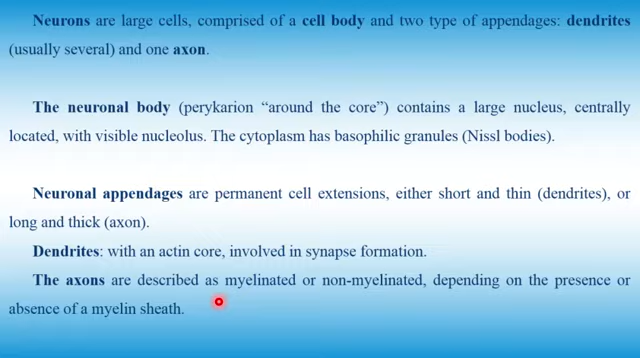 Neurons are large cells, comprised of a cell body and two type of appendages: dendrites
(usually several) and one axon.
The neuronal body (perykarion “around the core”) contains a large nucleus, centrally
located, with visible nucleolus. The cytoplasm has basophilic granules (Nissl bodies).
Neuronal appendages are permanent cell extensions, either short and thin (dendrites), or
long and thick (axon).
Dendrites: with an actin core, involved in synapse formation.
The axons are described as myelinated or non-myelinated, depending on the presence or
absence of a myelin sheath.